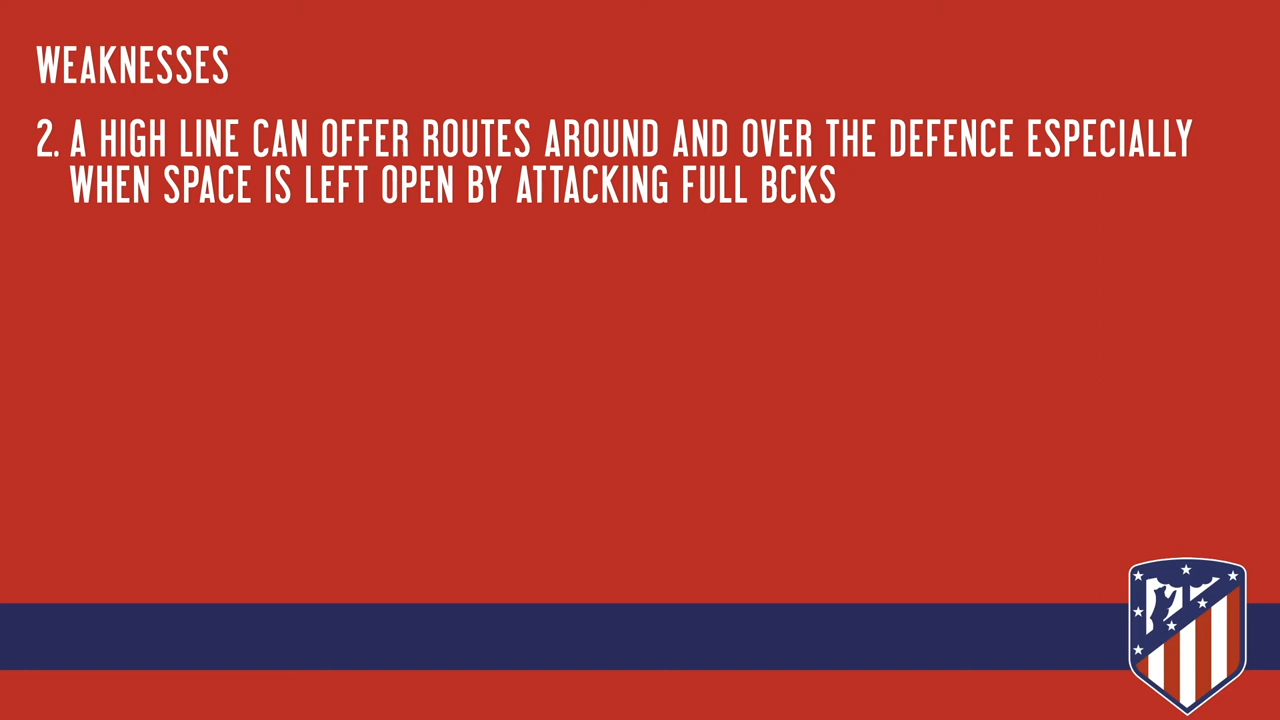 WEAKNESSES
2. A HIGH LINE CAN OFFER ROUTES AROUND AND OVER THE DEFENCE ESPECIALLY
WHEN SPACE IS LEFT OPEN BY ATTACKING FULL BCKS